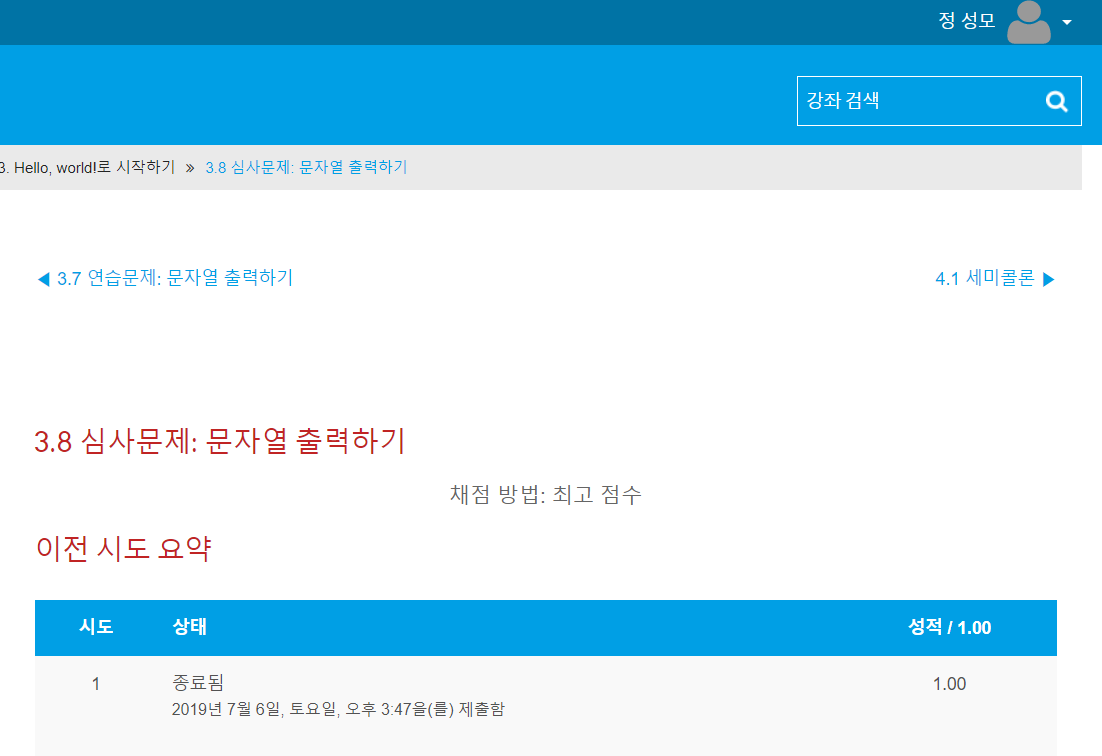 정 성모
강좌 검색
3. Hello, world!로 시작하기 » 3.8 심사문제: 문자열 출력하기
◀ 3.7 연습문제: 문자열 출력하기
4.1 세미콜론 ▶
3.8 심사문제: 문자열 출력하기
채점 방법: 최고 점수
이전 시도 요약
시도 상태 성적 / 1.00
1 종료됨 1.00
2019년 7월 6일, 토요일, 오후 3:47을(를) 제출함